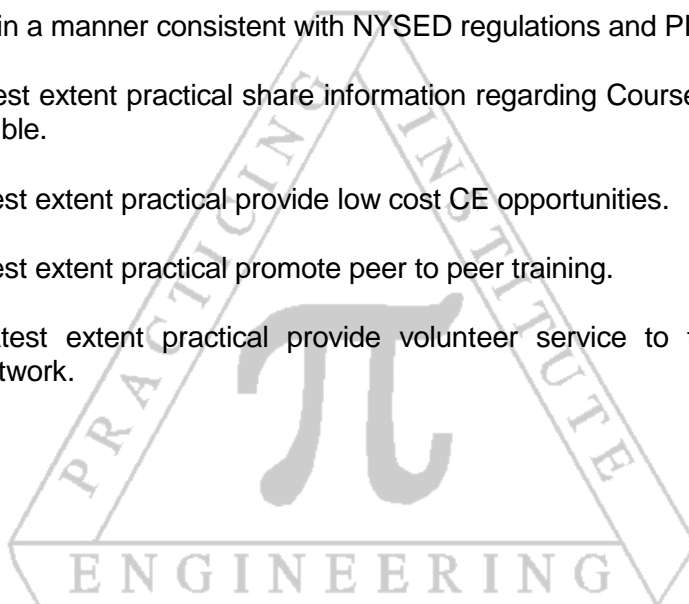 in a manner consistent with NYSED regulations and
est extent practical share information regarding Course
able.
est extent practical provide low cost CE opportunities.
est extent practical promote peer to peer training.
test extent practical provide volunteer service to
twork.
PRACTICING
INSTITUTE
π
ENGINEERING